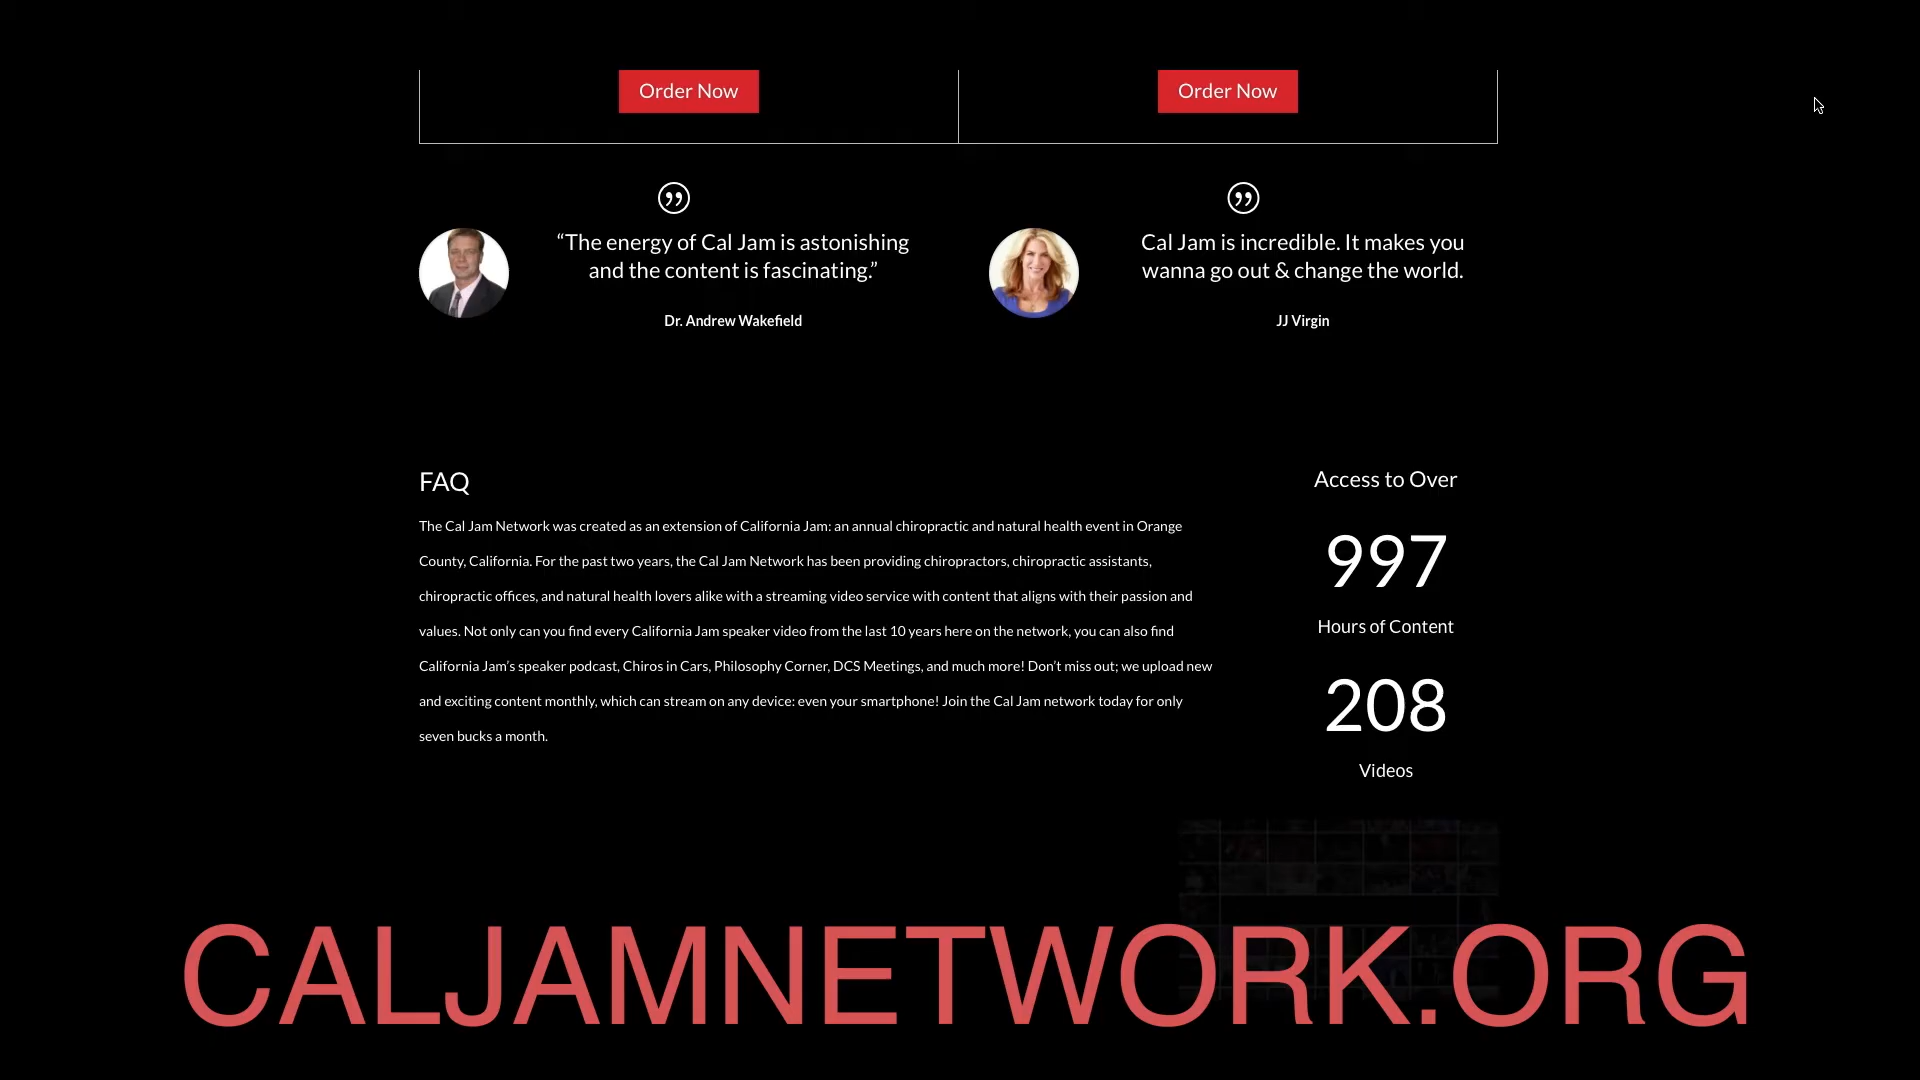 Order Now
Order Now
“The energy of Cal Jam is astonishing
and the content is fascinating.”
Dr. Andrew Wakefield
Cal Jam is incredible. It makes you
wanna go out & change the world.
JJ Virgin
FAQ
The Cal Jam Network was created as an extension of California Jam: an annual chiropractic and natural health event in Orange
County, California. For the past two years, the Cal Jam Network has been providing chiropractors, chiropractic assistants,
chiropractic offices, and natural health lovers alike with a streaming video service with content that aligns with their passion and
values. Not only can you find every California Jam speaker video from the last 10 years here on the network, you can also find
California Jam’s speaker podcast, Chiros in Cars, Philosophy Corner, DCS Meetings, and much more! Don’t miss out; we upload new
and exciting content monthly, which can stream on any device: even your smartphone! Join the Cal Jam network today for only
seven bucks a month.
Access to Over
997
Hours of Content
208
Videos
CALJAMNETWORK.ORG